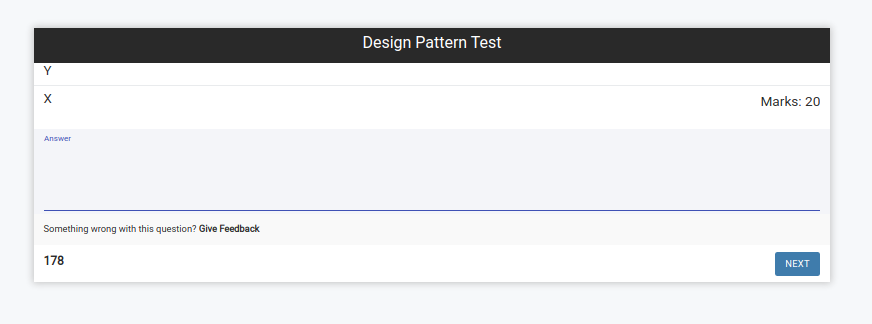 Design Pattern Test
Y
X
Marks: 20
Answer
Something wrong with this question? Give Feedback
178
NEXT